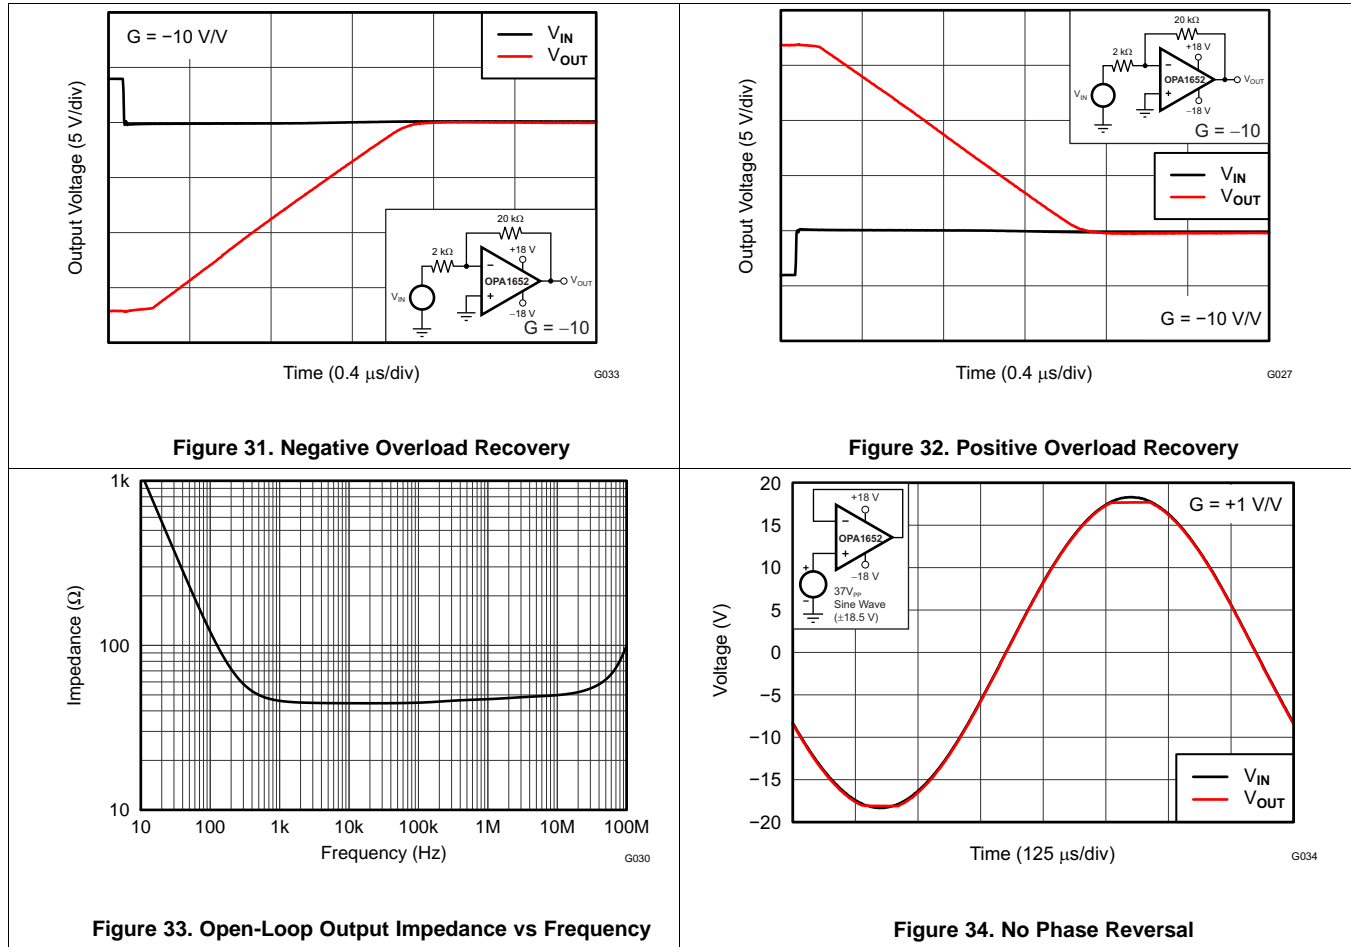 G = −10 V/V
VIN
VOUT
Output Voltage (5 V/div)
20 kΩ
2 kΩ
+18 V
−
OPA1652
+
−18 V
VIN
VOUT
G = −10
Time (0.4 µs/div)
G033
Figure 31. Negative Overload Recovery
20 kΩ
2 kΩ
+18 V
−
OPA1652
+
−18 V
VIN
VOUT
G = −10
VIN
VOUT
Output Voltage (5 V/div)
G = −10 V/V
Time (0.4 µs/div)
G027
Figure 32. Positive Overload Recovery
1k
100
10
Impedance (Ω)
10 100 1k 10k 100k 1M 10M 100M
Frequency (Hz)
G030
Figure 33. Open-Loop Output Impedance vs Frequency
20
15
10
5
0
−5
−10
−15
−20
Voltage (V)
+18 V
−
OPA1652
+
−18 V
+
−
37VPP
Sine Wave
(±18.5 V)
G = +1 V/V
VIN
VOUT
Time (125 µs/div)
G034
Figure 34. No Phase Reversal